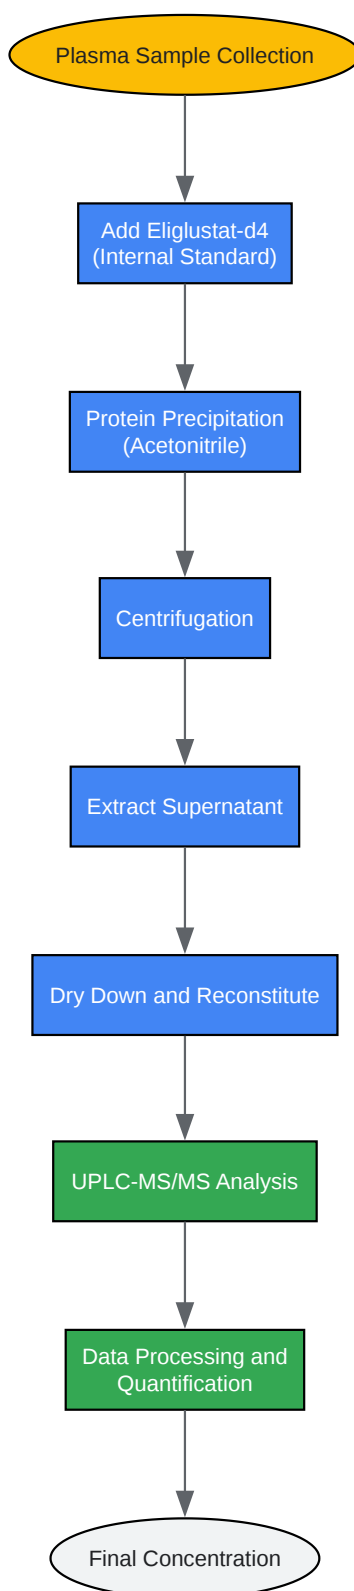 Plasma Sample Collection
Add Eliglustat-d4
(Internal Standard)
Protein Precipitation
(Acetonitrile)
Centrifugation
Extract Supernatant
Dry Down and Reconstitute
UPLC-MS/MS Analysis
Data Processing and
Quantification
Final Concentration